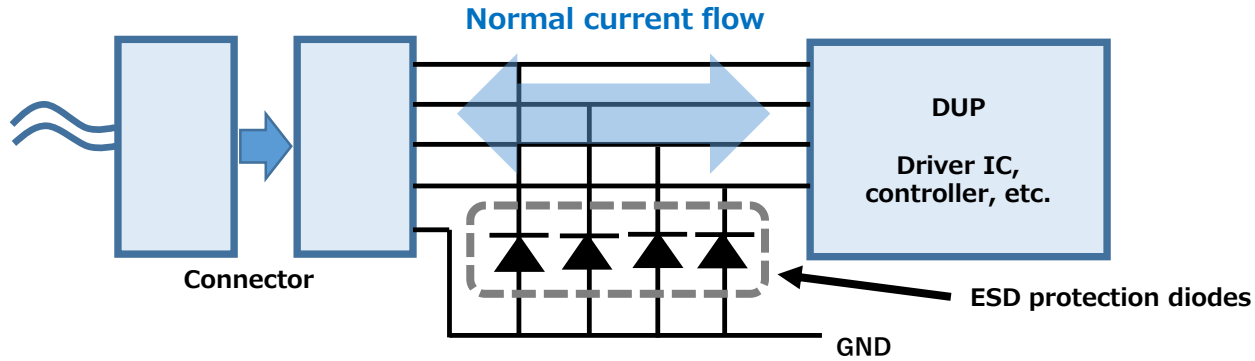 Normal current flow
DUP
Driver IC,
controller, etc.
Connector
ESD protection diodes
GND